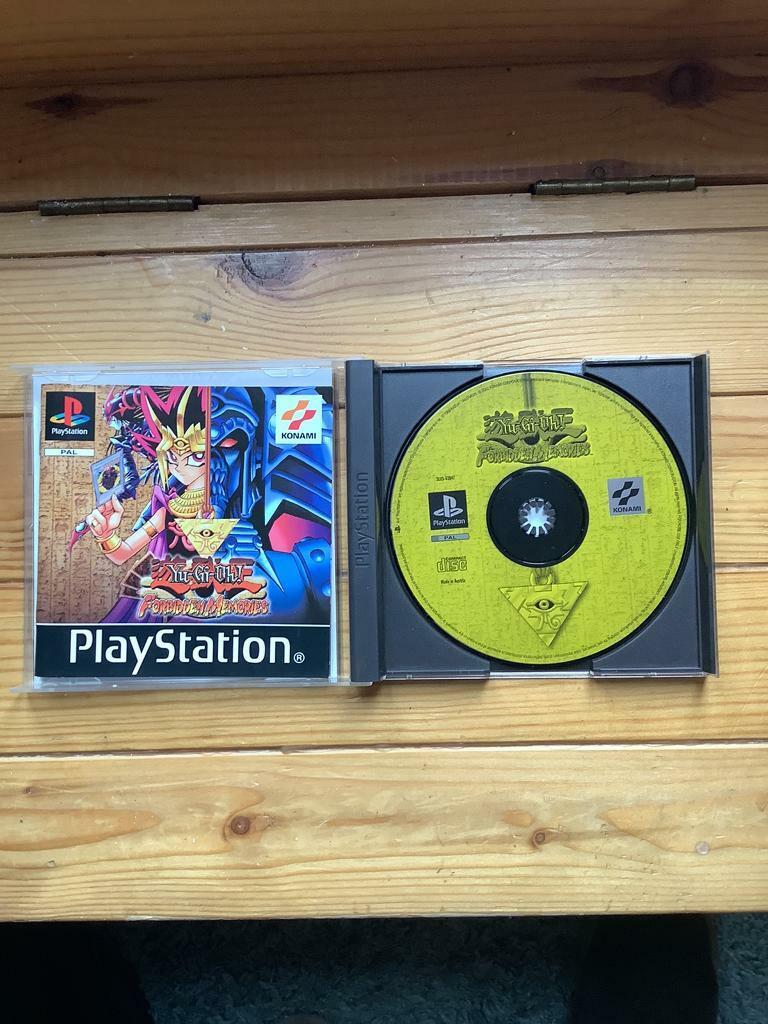 PlayStation
PAL
KONAMI
Yu-Gi-Oh!
FORBIDDEN MEMORIES
PlayStation®
PlayStation
Yu-Gi-Oh!
FORBIDDEN MEMORIES
PlayStation
PAL
KONAMI®
COMPACT
disc
Made in Austria